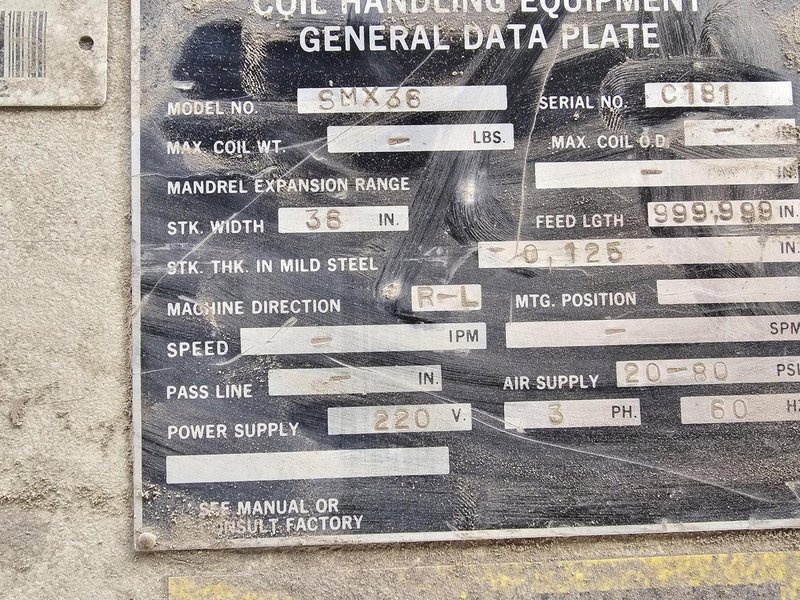 COIL HANDLING EQUIPMENT
GENERAL DATA PLATE
MODEL NO. SMX36 SERIAL NO. C181
MAX. COIL WT. - LBS. MAX. COIL O.D. -
MANDREL EXPANSION RANGE - IN.
STK. WIDTH 36 IN. FEED LGTH 999.999 IN.
STK. THK. IN MILD STEEL 0.125 IN.
MACHINE DIRECTION R-L MTG. POSITION
SPEED - IPM - SPM
PASS LINE - IN. AIR SUPPLY 20-80 PSI
POWER SUPPLY 220 V. 3 PH. 60 HZ
SEE MANUAL OR
CONSULT FACTORY